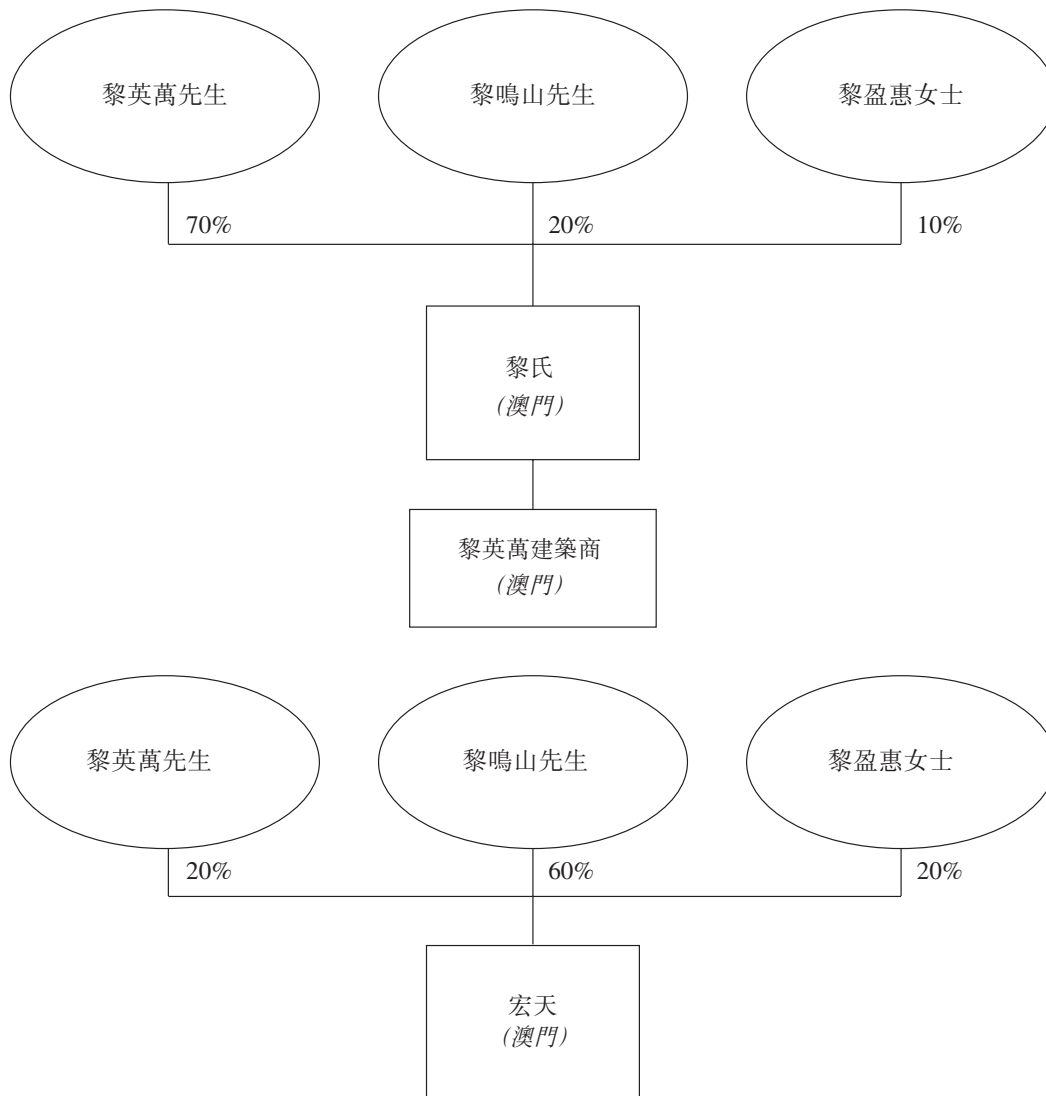 黎英萬先生
黎鳴山先生
黎盈惠女士
70%
20%
10%
黎氏
(澳門)
黎英萬建築商
(澳門)
黎英萬先生
黎鳴山先生
黎盈惠女士
20%
60%
20%
宏天
(澳門)